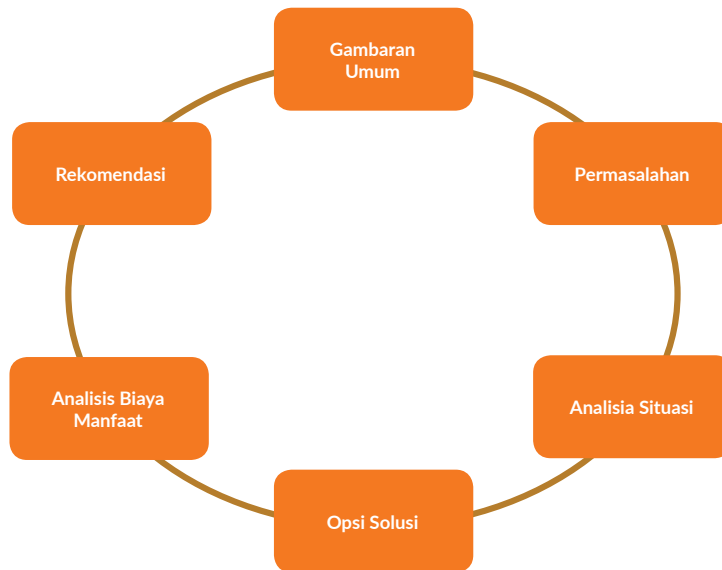 Gambaran
Umum
Permasalahan
Analisia Situasi
Opsi Solusi
Analisis Biaya
Manfaat
Rekomendasi